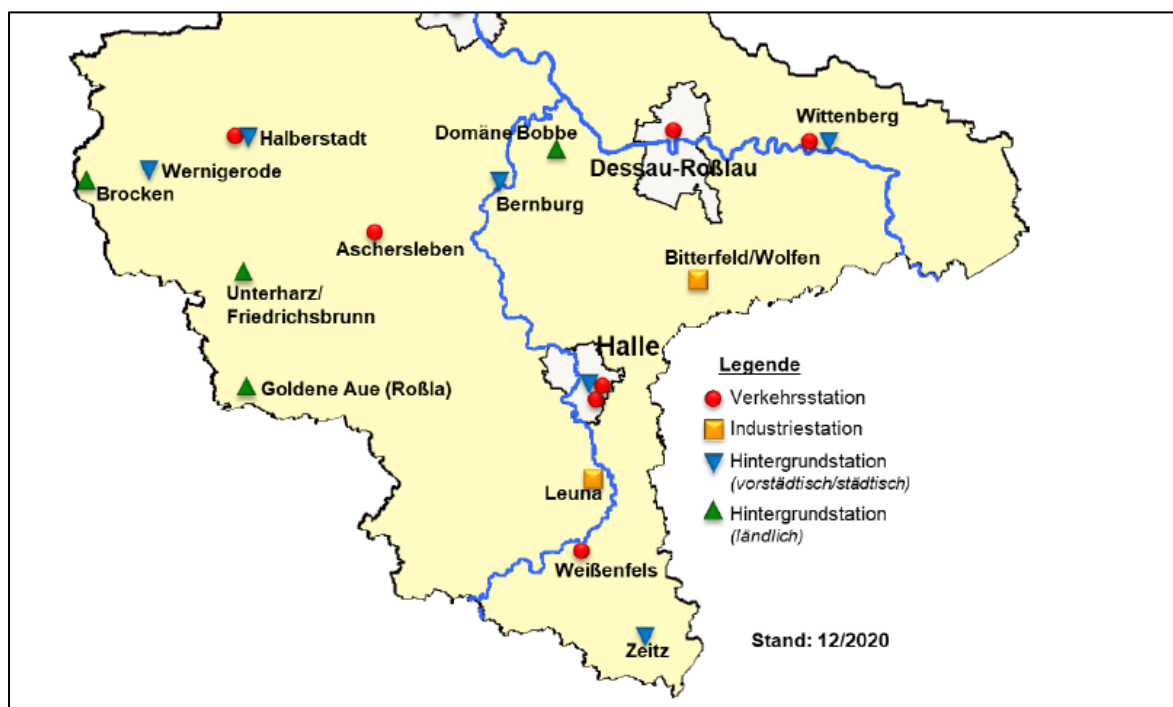 Wittenberg
Domäne Bobbe
Halberstadt
Dessau-Roßlau
Wernigerode
Brocken
Bernburg
Aschersleben
Bitterfeld/Wolfen
Unterharz/
Friedrichsbrunn
Halle
Goldene Aue (Roßla)
Legende
Verkehrsstation
Industriestation
Hintergrundstation
(vorstädtisch/städtisch)
Hintergrundstation
(ländlich)
Leuna
Weißenfels
Zeitz
Stand: 12/2020